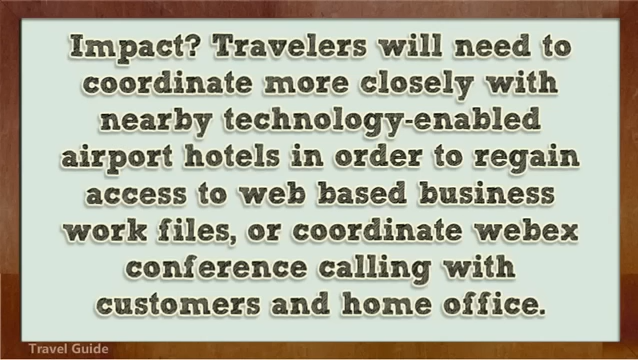 Impact? Travelers will need to
coordinate more closely with
nearby technology-enabled
airport hotels in order to regain
access to web based business
work files, or coordinate webex
conference calling with
customers and home office.
Travel Guide